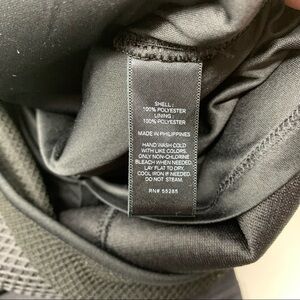 SHELL:
100% POLYESTER
LINING:
100% POLYESTER
MADE IN PHILIPPINES
HAND WASH COLD
WITH LIKE COLORS.
ONLY NON-CHLORINE
BLEACH WHEN NEEDED.
LAY FLAT TO DRY.
COOL IRON IF NEEDED.
DO NOT STEAM.
RN# 55285